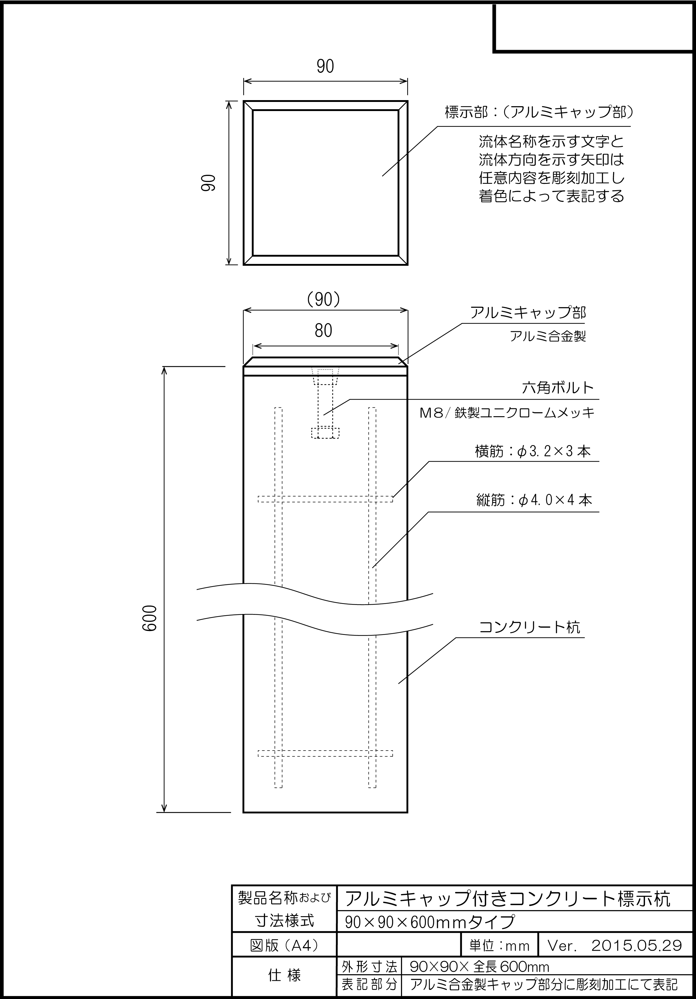 90
標示部：（アルミキャップ部）
流体名称を示す文字と
流体方向を示す矢印は
任意内容を彫刻加工し
着色によって表記する
90
（90）
80
アルミキャップ部
アルミ合金製
六角ボルト
M8/鉄製ユニクロームメッキ
横筋：φ3.2×3本
縦筋：φ4.0×4本
600
コンクリート杭
製品名称および
寸法様式
アルミキャップ付きコンクリート標示杭
90×90×600mmタイプ
図版（A4）
単位：mm
Ver. 2015.05.29
仕様
外形寸法
90×90×全長600mm
表記部分
アルミ合金製キャップ部分に彫刻加工にて表記